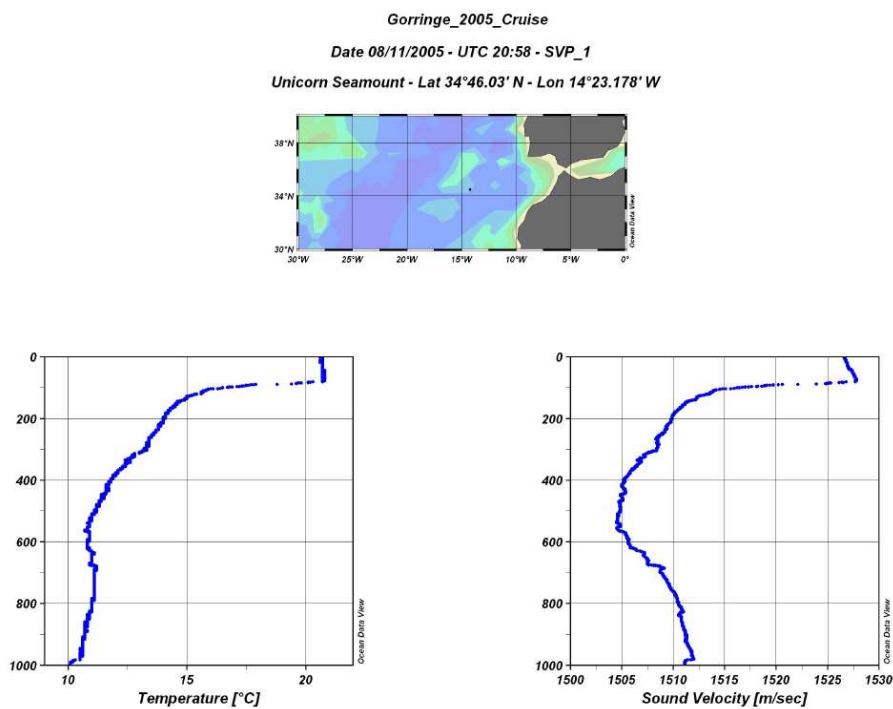 Gorringe_2005_Cruise
Date 08/11/2005 - UTC 20:58 - SVP_1
Unicorn Seamount - Lat 34°46.03' N - Lon 14°23.178' W
38°N
34°N
30°N
30°W 25°W 20°W 15°W 10°W 5°W 0°
Ocean Data View
0
200
400
600
800
1000
10 15 20
Temperature [°C]
Ocean Data View
0
200
400
600
800
1000
1500 1505 1510 1515 1520 1525 1530
Sound Velocity [m/sec]
Ocean Data View